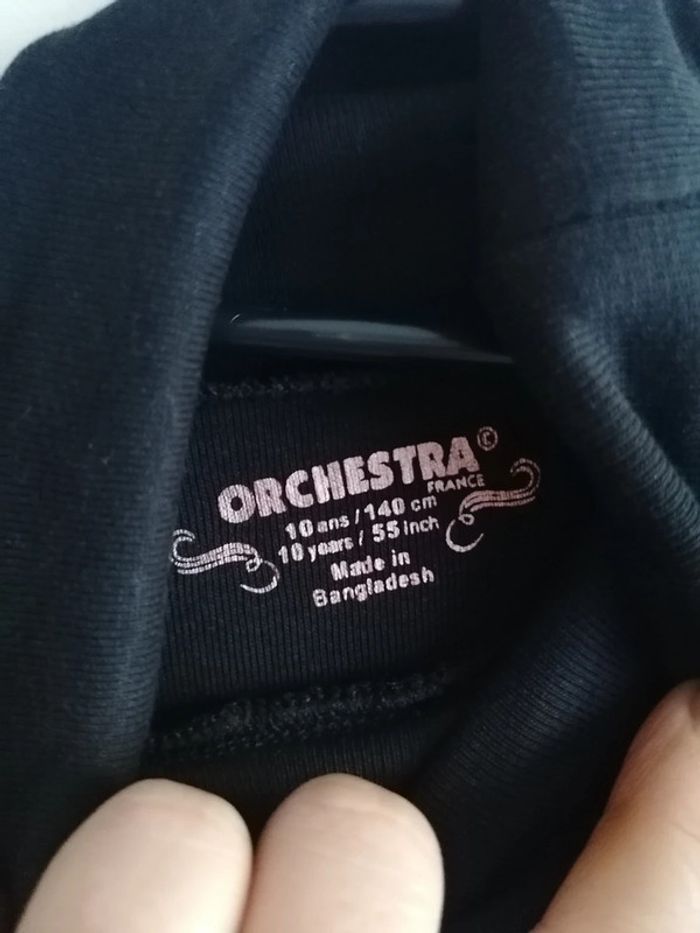 ORCHESTRA©
FRANCE
10 ans / 140 cm
10 years / 55 inch
Made in
Bangladesh